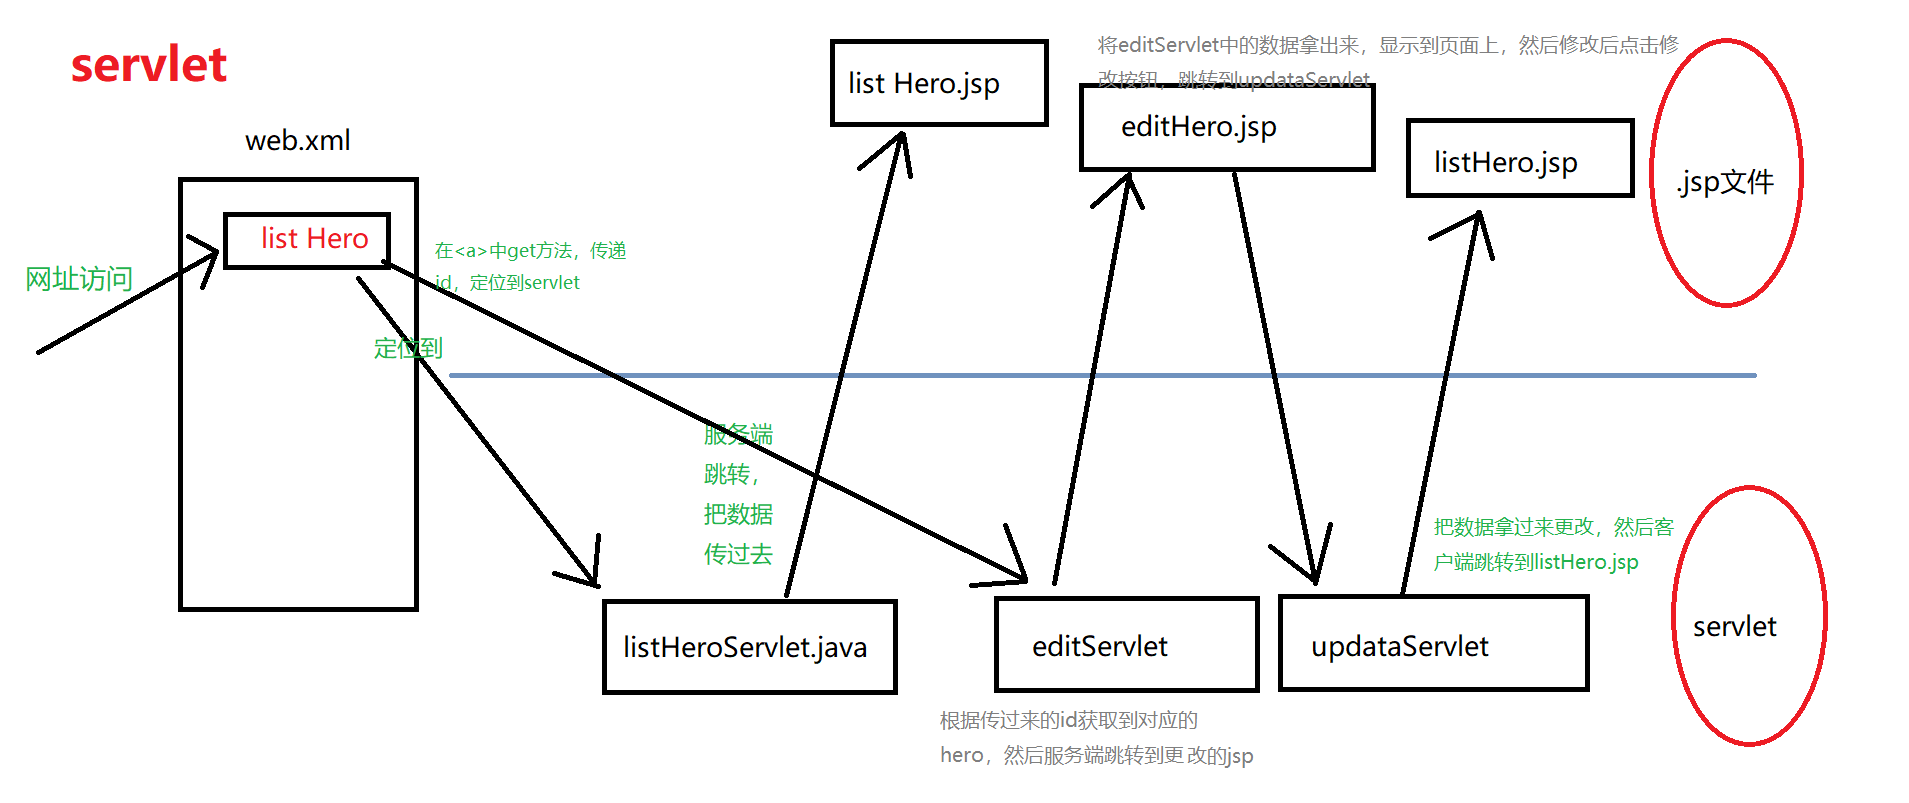 servlet
web.xml
list Hero
网址访问
在<a>中get方法，传递
id，定位到servlet
定位到
list Hero.jsp
将editServlet中的数据拿出来，显示到页面上，然后修改后点击修
改按钮，跳转到updataServlet
editHero.jsp
listHero.jsp
.jsp文件
服务端
跳转，
把数据
传过去
listHeroServlet.java
editServlet
updataServlet
把数据拿过来更改，然后客
户端跳转到listHero.jsp
servlet
根据传过来的id获取到对应的
hero，然后服务端跳转到更改的jsp